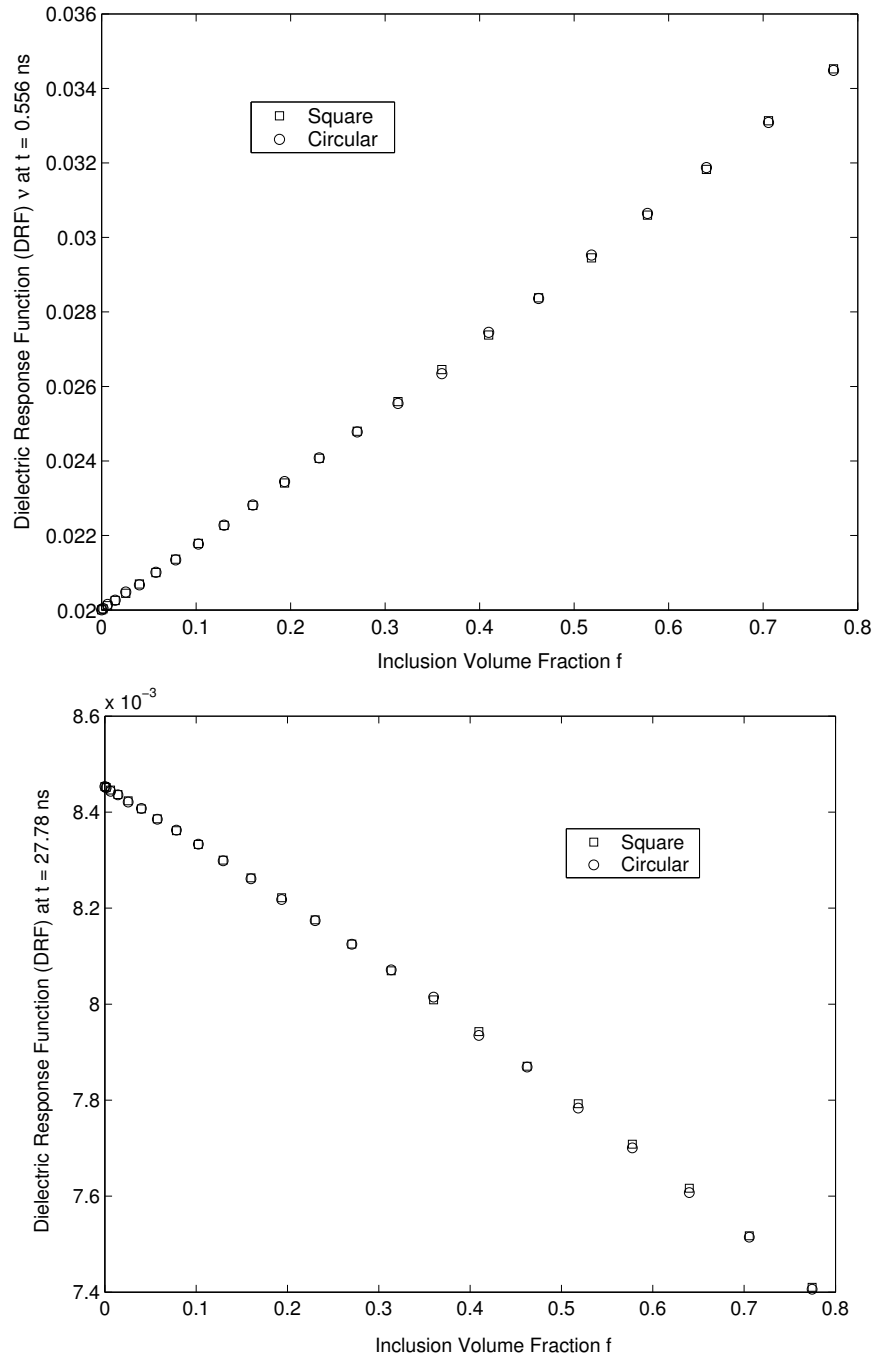 0.036
0.034
0.032
0.03
0.028
0.026
0.024
0.022
0.02
Dielectric Response Function (DRF) ν at t = 0.556 ns
Square
Circular
0 0.1 0.2 0.3 0.4 0.5 0.6 0.7 0.8
Inclusion Volume Fraction f
x 10−3
8.6
8.4
8.2
8
7.8
7.6
7.4
Dielectric Response Function (DRF) at t = 27.78 ns
Square
Circular
0 0.1 0.2 0.3 0.4 0.5 0.6 0.7 0.8
Inclusion Volume Fraction f